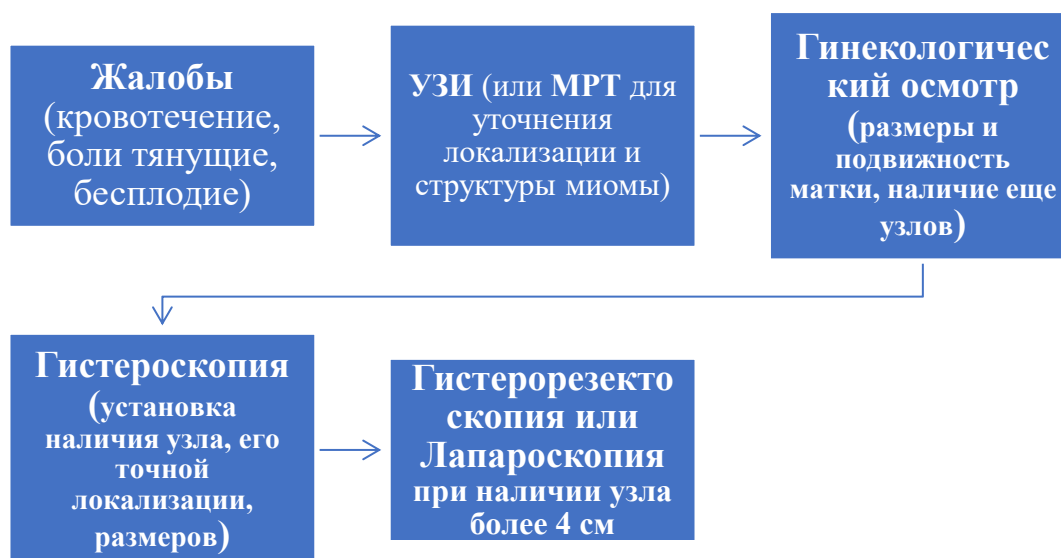 Жалобы
(кровотечение,
боли тянущие,
бесплодие)
УЗИ (или МРТ для
уточнения
локализации и
структуры миомы)
Гинекологичес
кий осмотр
(размеры и
подвижность
матки, наличие еще
узлов)
Гистероскопия
(установка
наличия узла, его
точной
локализации,
размеров)
Гистерорезекто
скопия или
Лапароскопия
при наличии узла
более 4 см